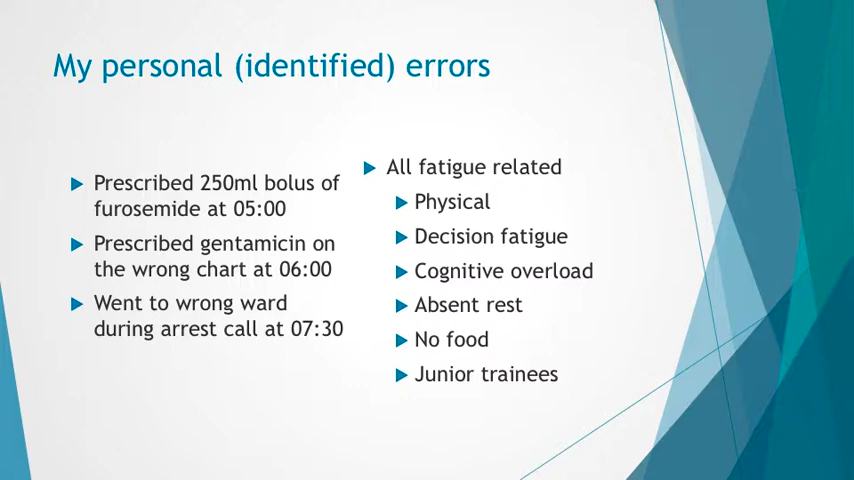 My personal (identified) errors
Prescribed 250ml bolus of
furosemide at 05:00
Prescribed gentamicin on
the wrong chart at 06:00
Went to wrong ward
during arrest call at 07:30
All fatigue related
Physical
Decision fatigue
Cognitive overload
Absent rest
No food
Junior trainees